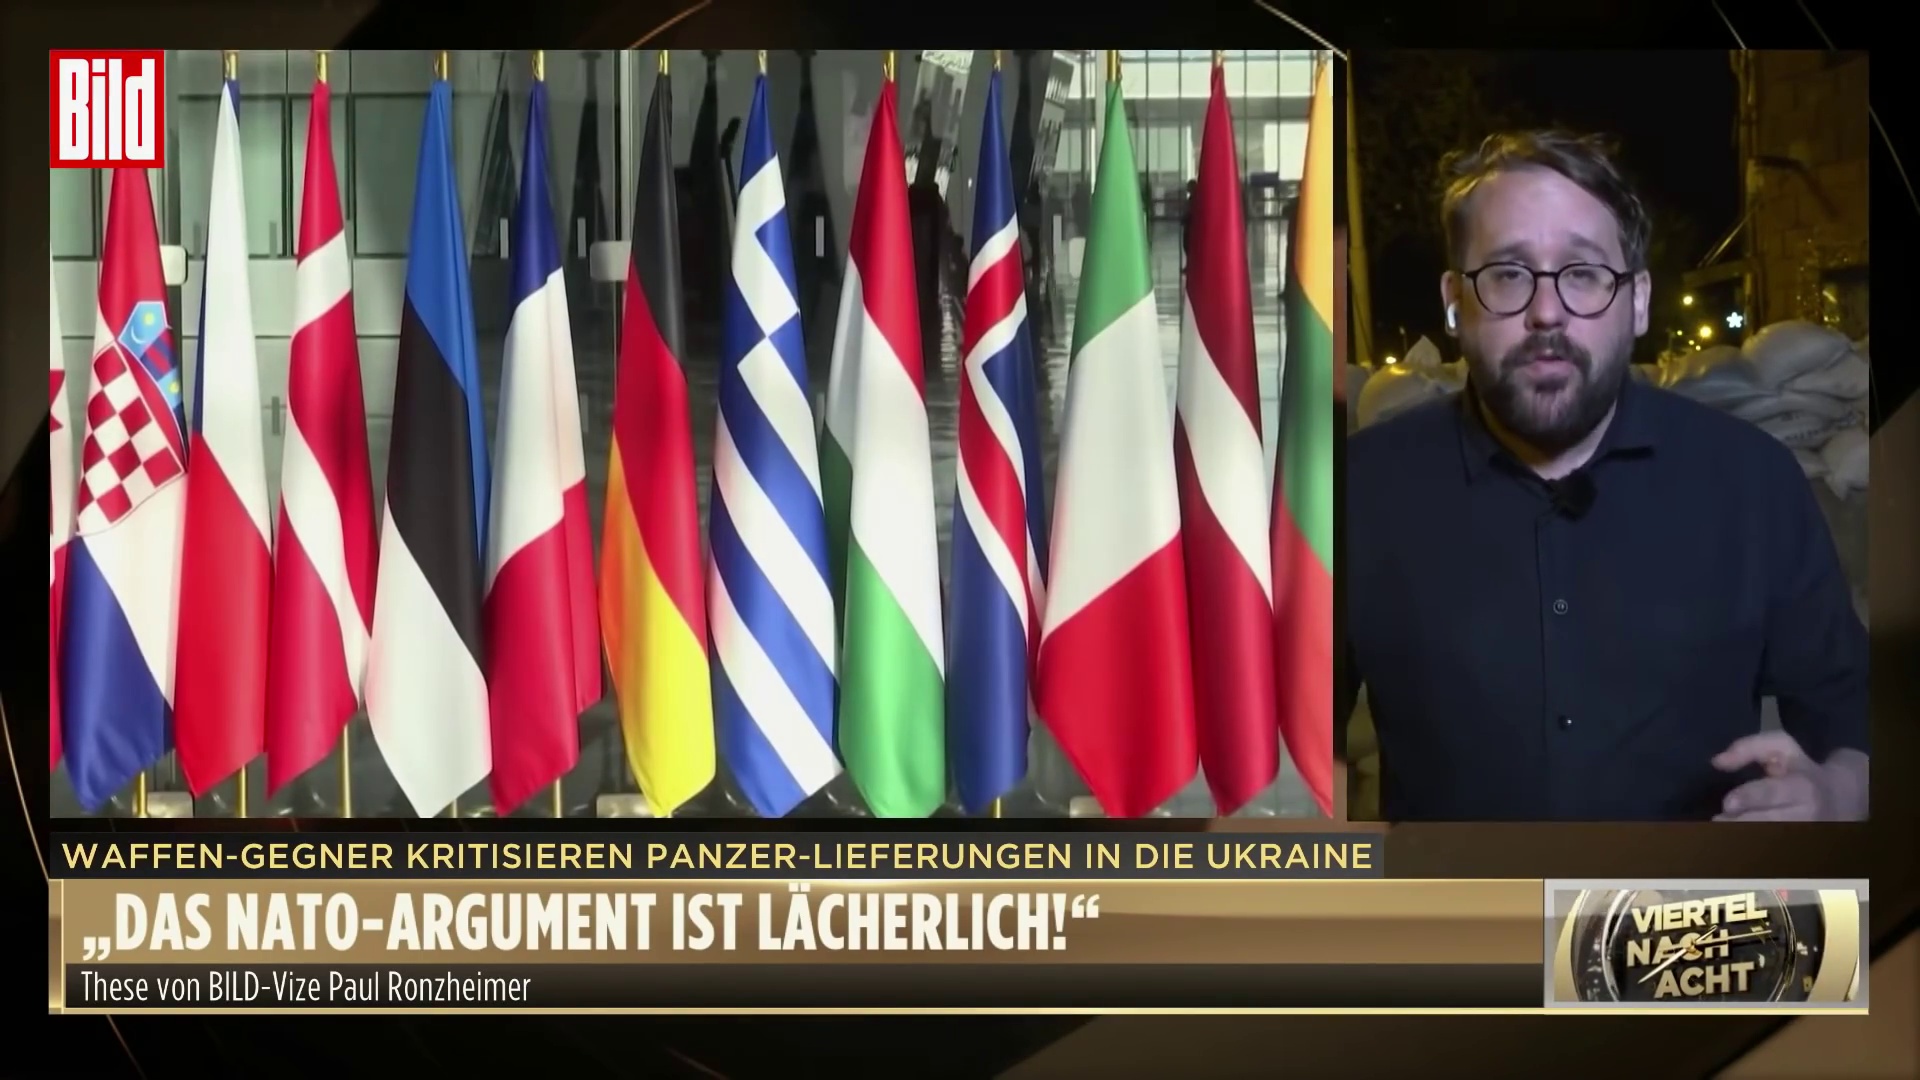 Bild
WAFFEN-GEGNER KRITISIEREN PANZER-LIEFERUNGEN IN DIE UKRAINE
„DAS NATO-ARGUMENT IST LÄCHERLICH!“
These von BILD-Vize Paul Ronzheimer
VIERTEL
NACH
ACHT